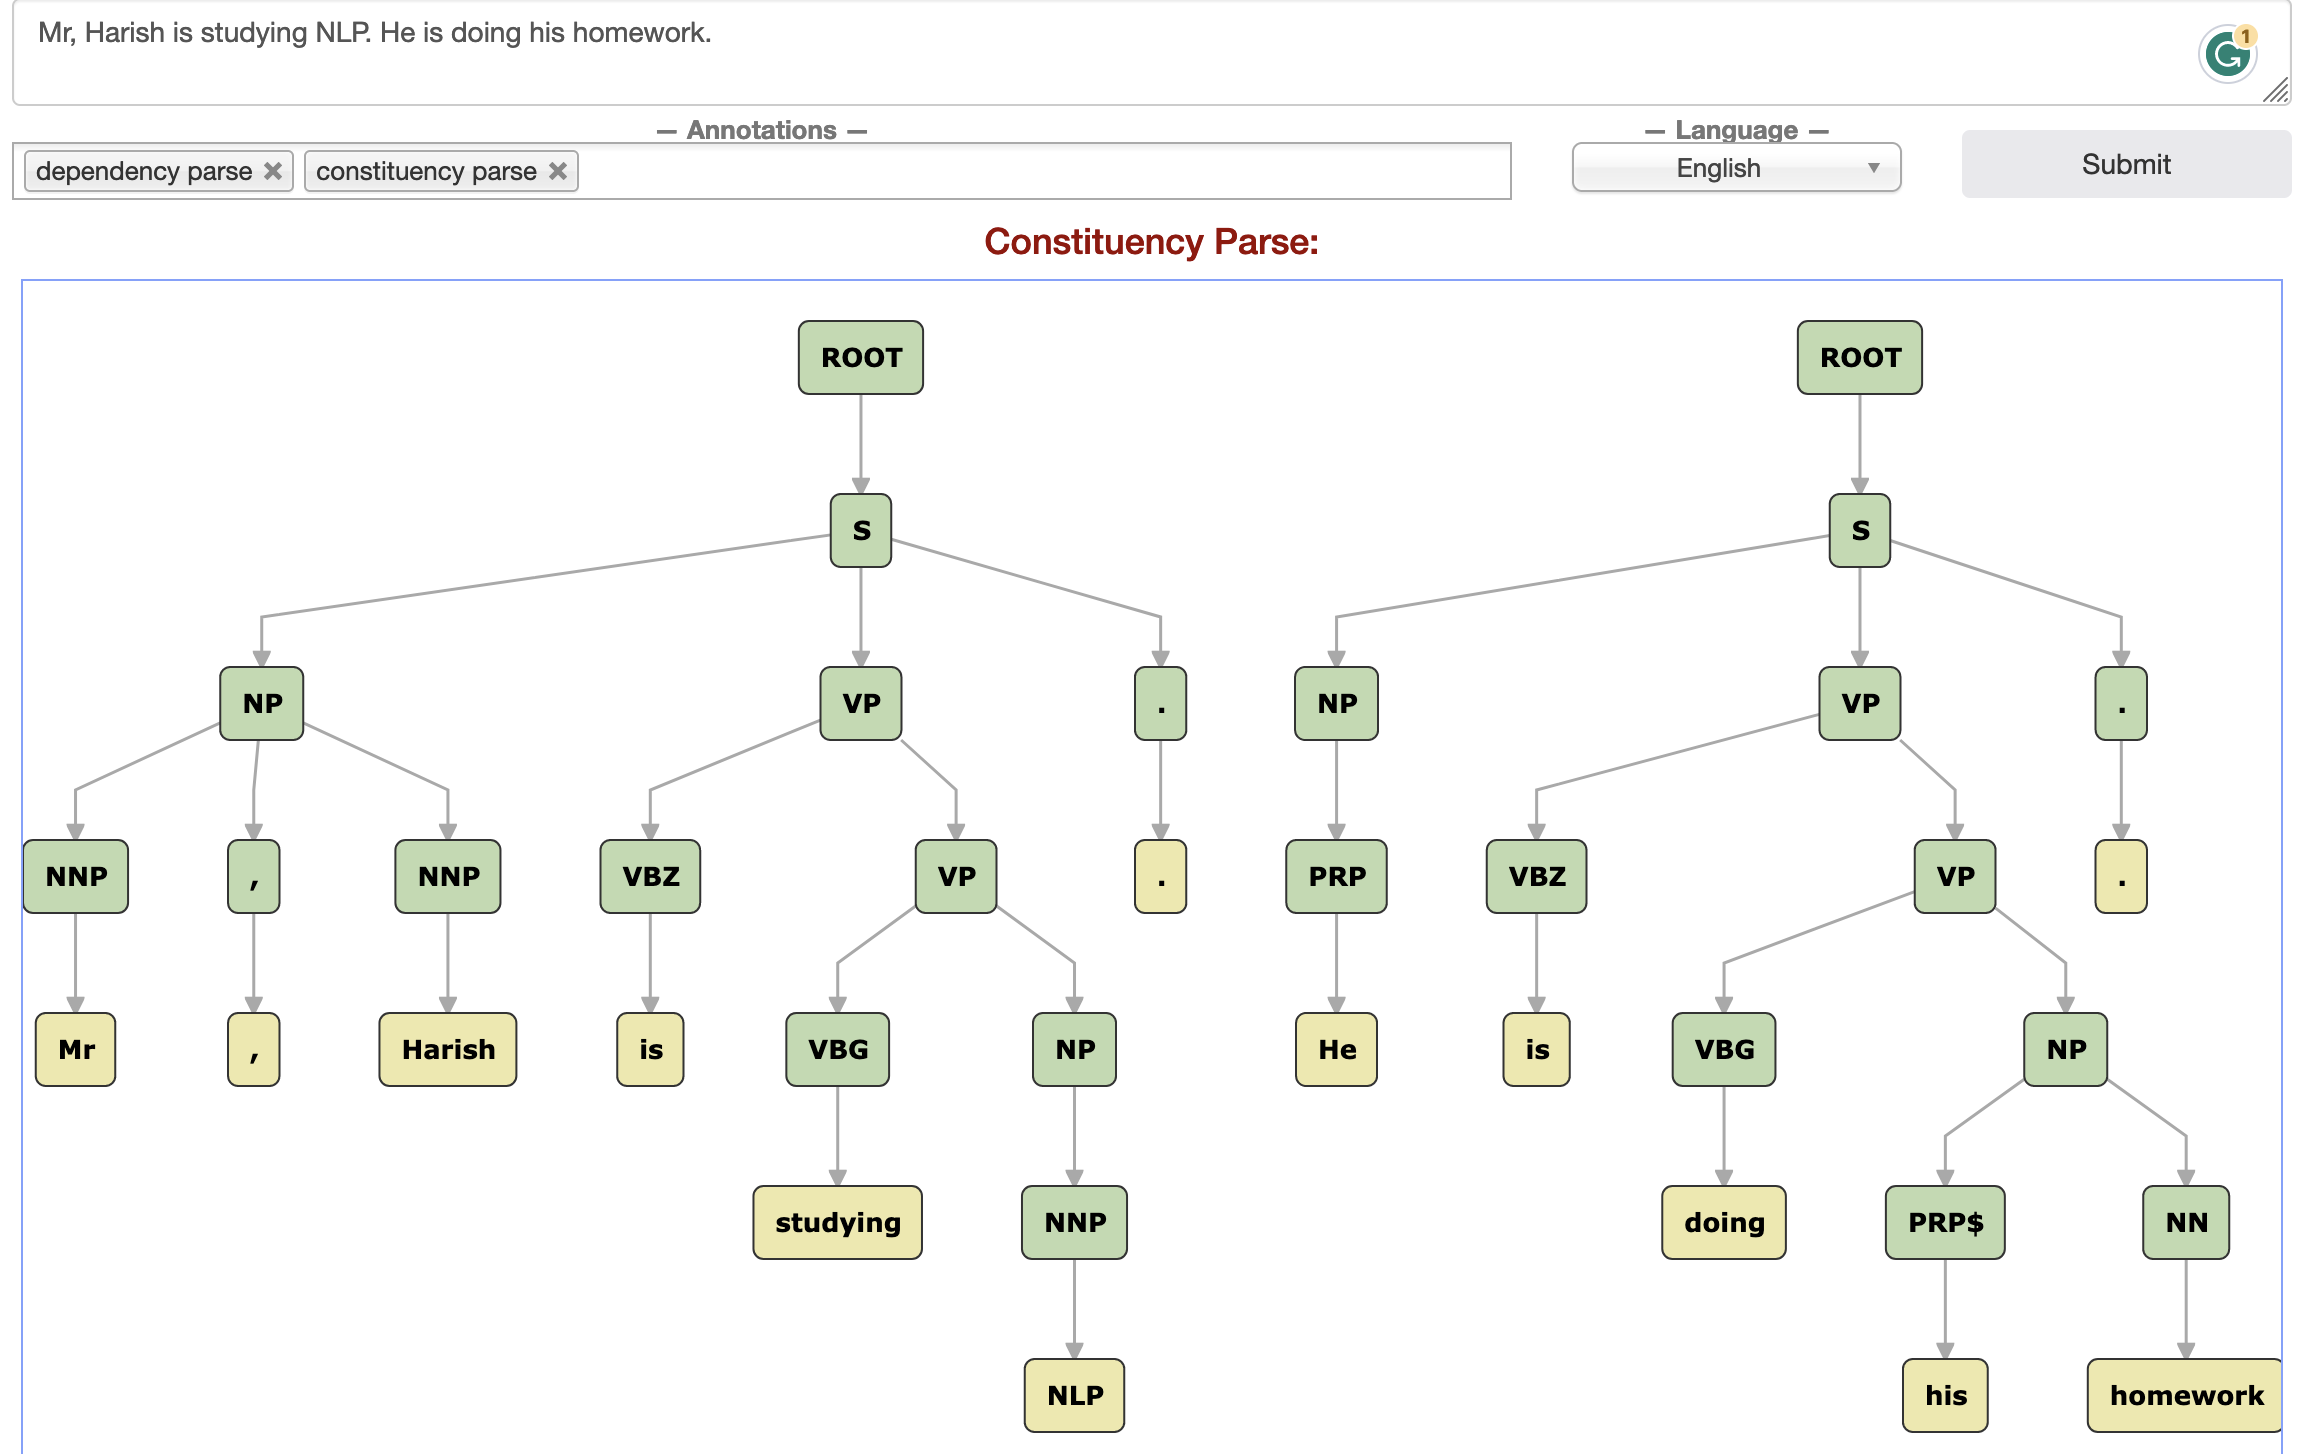 Mr, Harish is studying NLP. He is doing his homework.
1
— Annotations — — Language —
dependency parse constituency parse English Submit
Constituency Parse:
ROOT ROOT
S S
NP VP . NP VP .
NNP , NNP VBZ VP . PRP VBZ VP .
Mr , Harish is VBG NP He is VBG NP
studying NNP doing PRP$ NN
NLP his homework